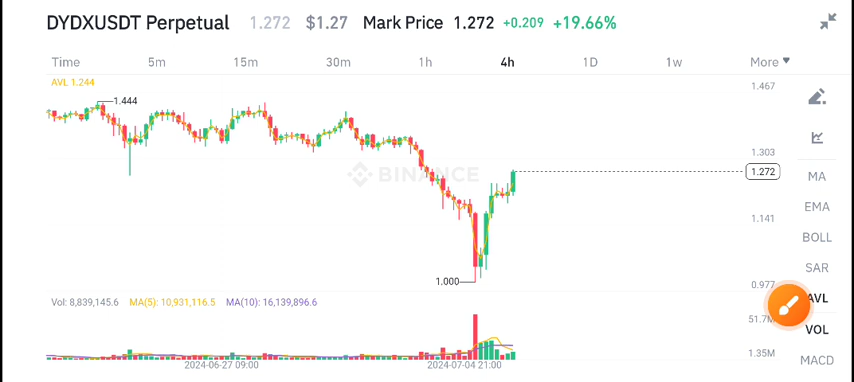 DYDXUSDT Perpetual 1.272 $1.27 Mark Price 1.272 +0.209 +19.66%
Time 5m 15m 30m 1h 4h 1D 1w More
AVL 1.244
1.467
1.444
1.303
1.272
BINANCE
MA
EMA
1.141
BOLL
SAR
1.000
0.977
AVL
Vol: 8,839,145.6 MA(5): 10,931,116.5 MA(10): 16,139,896.6
51.7M
VOL
1.35M
MACD
2024-06-27 09:00 2024-07-04 21:00